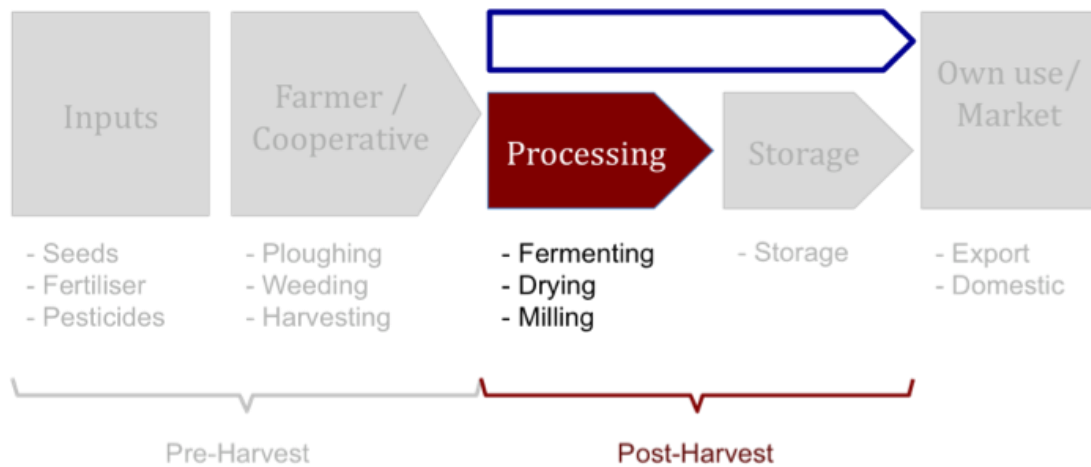 Inputs
Farmer /
Cooperative
Processing
Storage
Own use/
Market
- Seeds
- Fertiliser
- Pesticides
- Ploughing
- Weeding
- Harvesting
- Fermenting
- Drying
- Milling
- Storage
- Export
- Domestic
Pre-Harvest
Post-Harvest